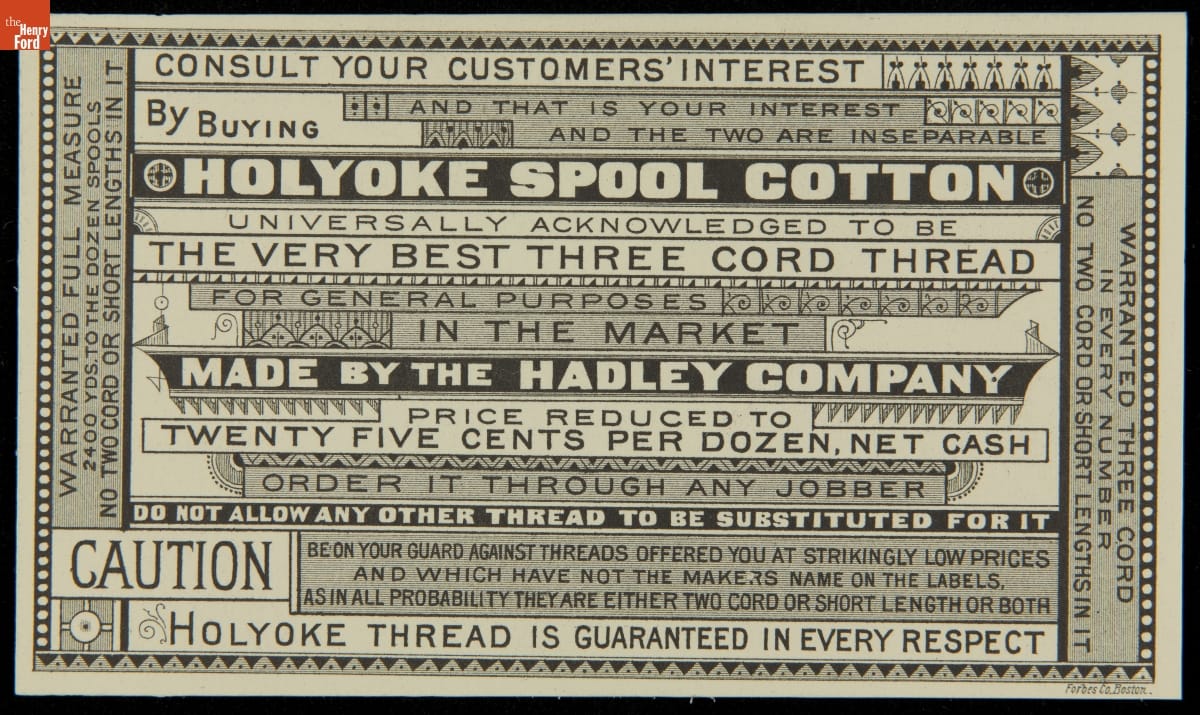 the
Henry
Ford
CONSULT YOUR CUSTOMERS' INTEREST
By BUYING
AND THAT IS YOUR INTEREST
AND THE TWO ARE INSEPARABLE
HOLYOKE SPOOL COTTON
UNIVERSALLY ACKNOWLEDGED TO BE
THE VERY BEST THREE CORD THREAD
FOR GENERAL PURPOSES
IN THE MARKET
MADE BY THE HADLEY COMPANY
PRICE REDUCED TO
TWENTY FIVE CENTS PER DOZEN, NET CASH
ORDER IT THROUGH ANY JOBBER
DO NOT ALLOW ANY OTHER THREAD TO BE SUBSTITUTED FOR IT
CAUTION
BE ON YOUR GUARD AGAINST THREADS OFFERED YOU AT STRIKINGLY LOW PRICES
AND WHICH HAVE NOT THE MAKERS NAME ON THE LABELS,
AS IN ALL PROBABILITY THEY ARE EITHER TWO CORD OR SHORT LENGTH OR BOTH
HOLYOKE THREAD IS GUARANTEED IN EVERY RESPECT
WARRANTED FULL MEASURE
2400 YDS. TO THE DOZEN SPOOLS
NO TWO CORD OR SHORT LENGTHS IN IT
WARRANTED THREE CORD
IN EVERY NUMBER
NO TWO CORD OR SHORT LENGTHS IN IT
Forbes Co. Boston.